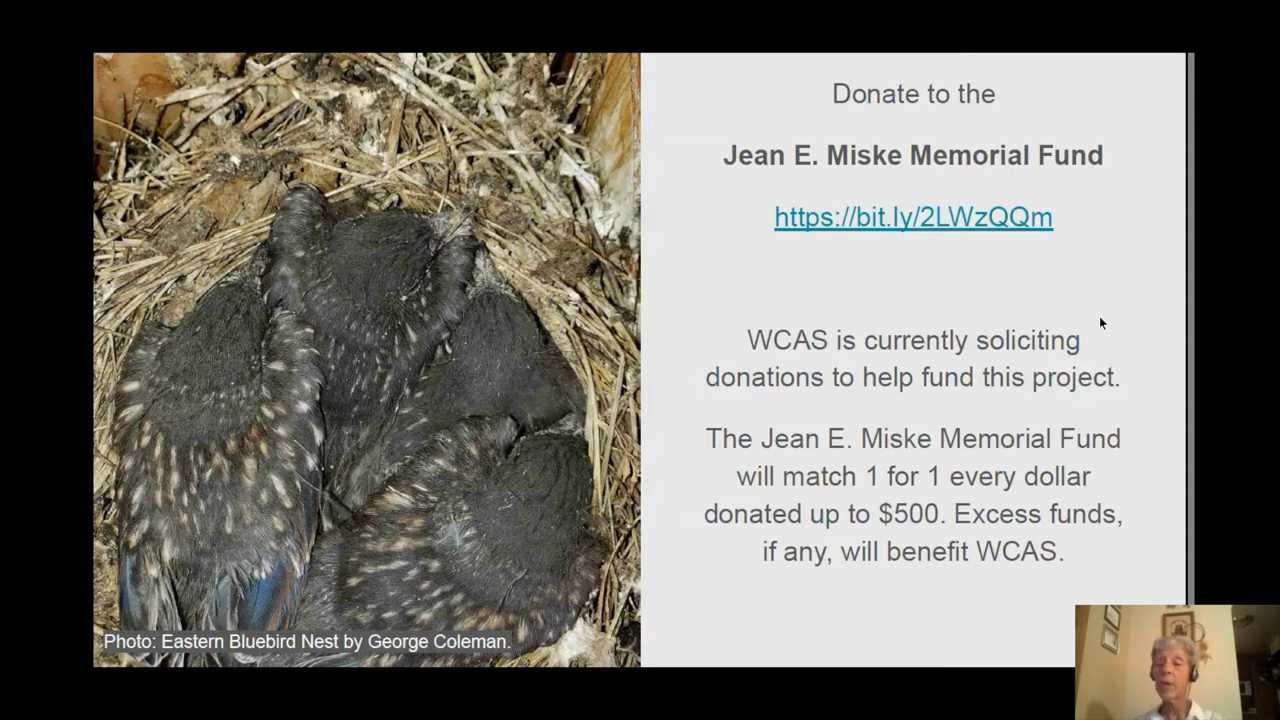 Donate to the
Jean E. Miske Memorial Fund
https://bit.ly/2LWzQQm
WCAS is currently soliciting
donations to help fund this project.
The Jean E. Miske Memorial Fund
will match 1 for 1 every dollar
donated up to $500. Excess funds,
if any, will benefit WCAS.
Photo: Eastern Bluebird Nest by George Coleman.